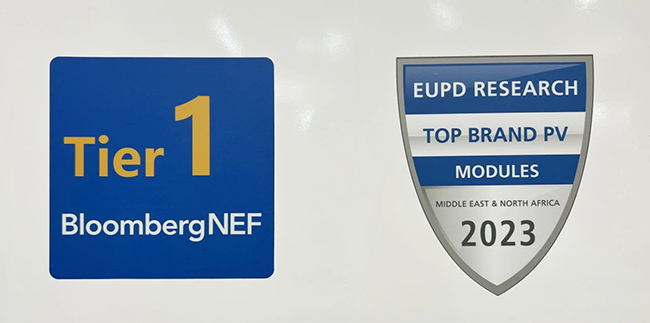 Tier 1
BloombergNEF
EUPD RESEARCH
TOP BRAND PV
MODULES
MIDDLE EAST & NORTH AFRICA
2023